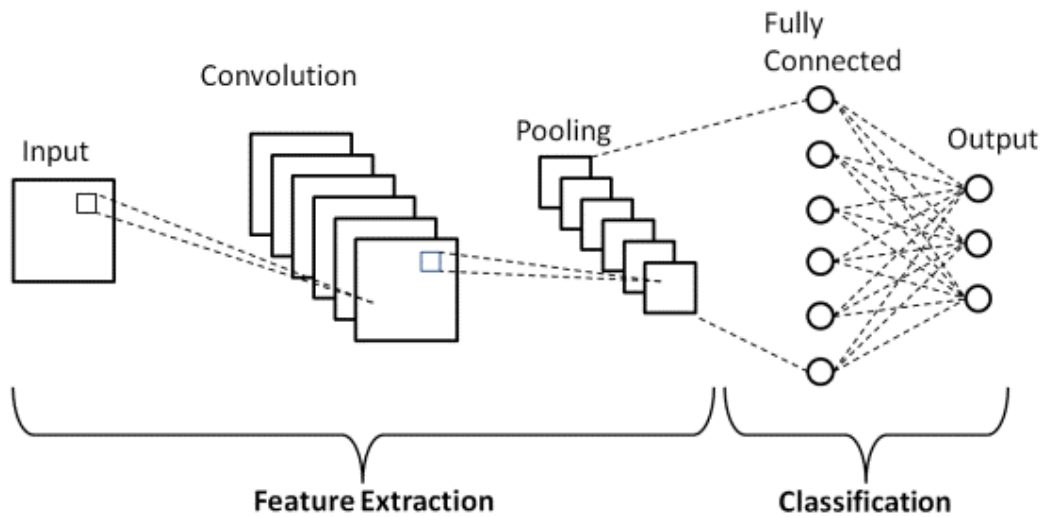 Input
Convolution
Pooling
Fully
Connected
Output
Feature Extraction
Classification